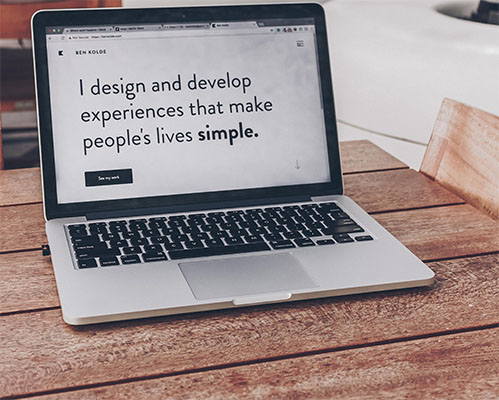 BEN KOLDE
I design and develop
experiences that make
people's lives simple.
See my work